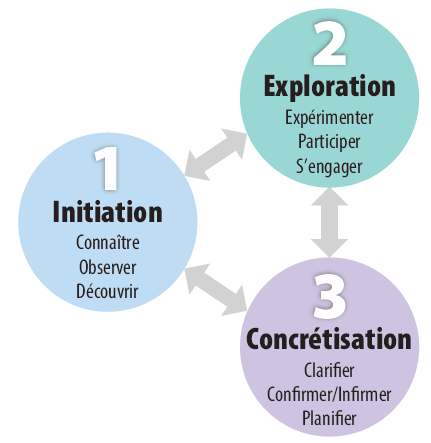 1
Initiation
Connaître
Observer
Découvrir
2
Exploration
Expérimenter
Participer
S'engager
3
Concrétisation
Clarifier
Confirmer/Infirmer
Planifier